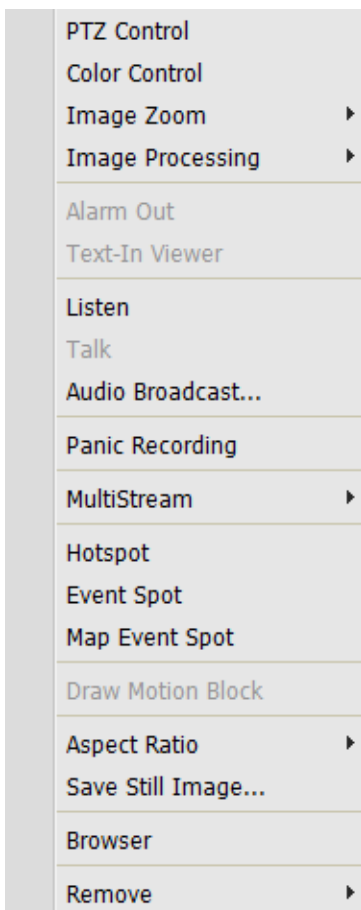 PTZ Control
Color Control
Image Zoom
Image Processing
Alarm Out
Text-In Viewer
Listen
Talk
Audio Broadcast...
Panic Recording
MultiStream
Hotspot
Event Spot
Map Event Spot
Draw Motion Block
Aspect Ratio
Save Still Image...
Browser
Remove